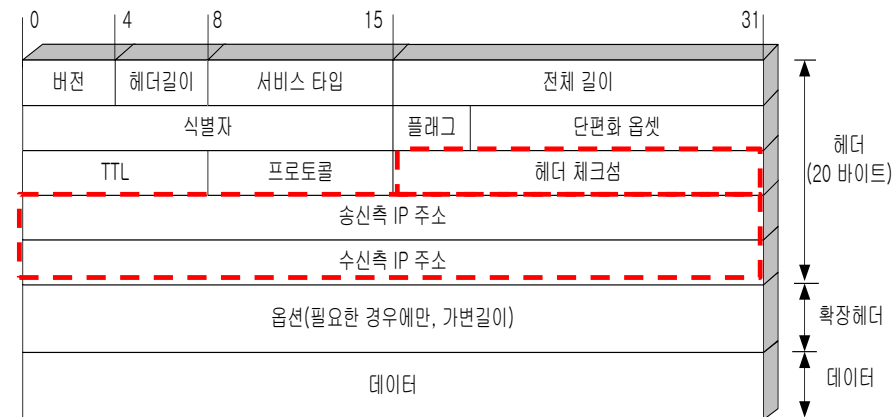 0 4 8 15 31
버전 헤더길이 서비스 타입 전체 길이
식별자 플래그 단편화 옵셋
TTL 프로토콜 헤더 체크섬
송신측 IP 주소
수신측 IP 주소
옵션(필요한 경우에만, 가변길이)
데이터
헤더
(20 바이트)
확장헤더
데이터